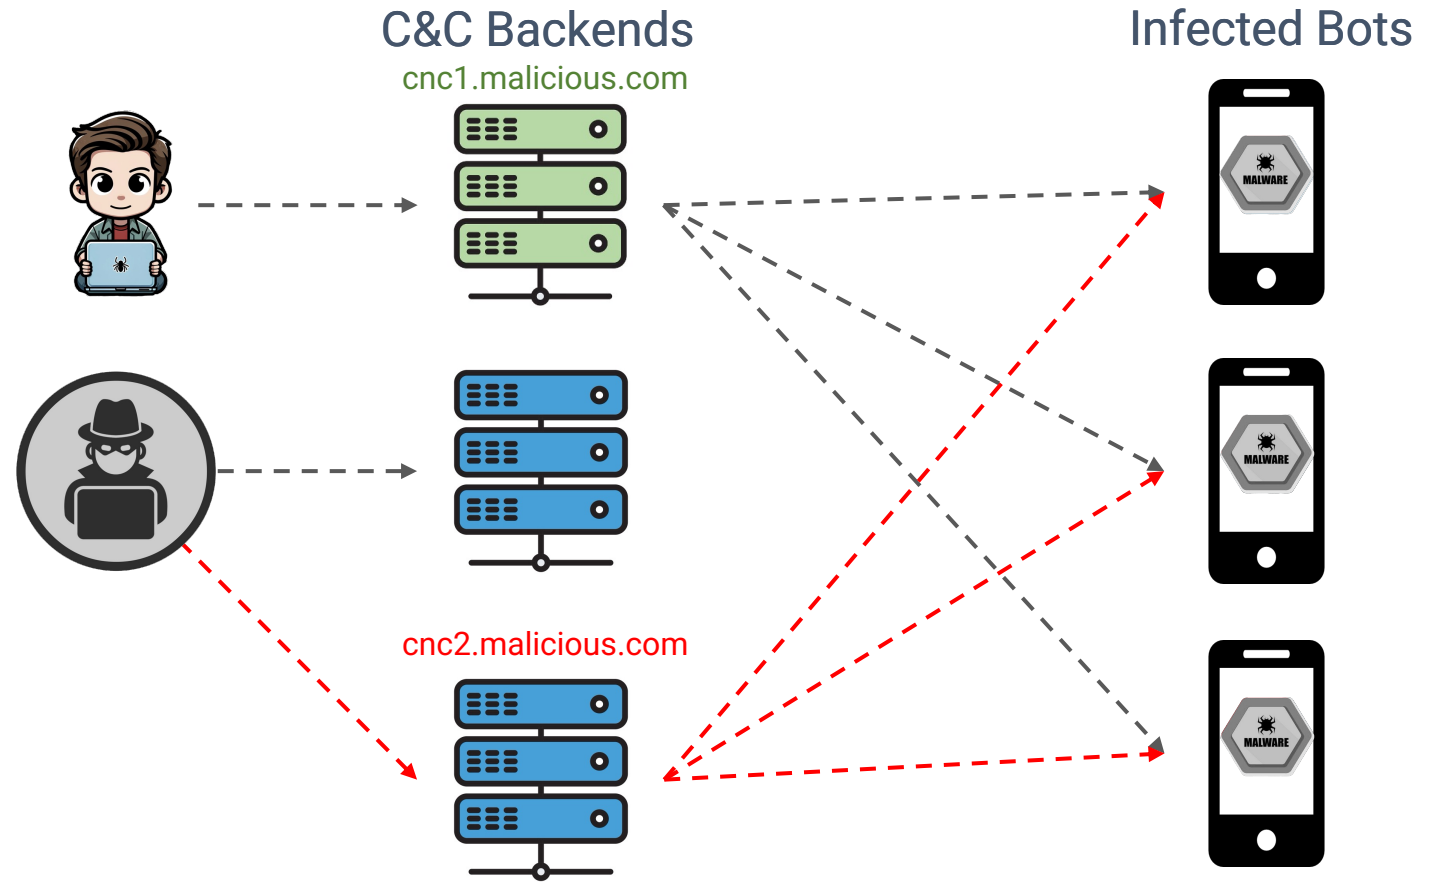 C&C Backends
Infected Bots
cnc1.malicious.com
MALWARE
MALWARE
cnc2.malicious.com
MALWARE